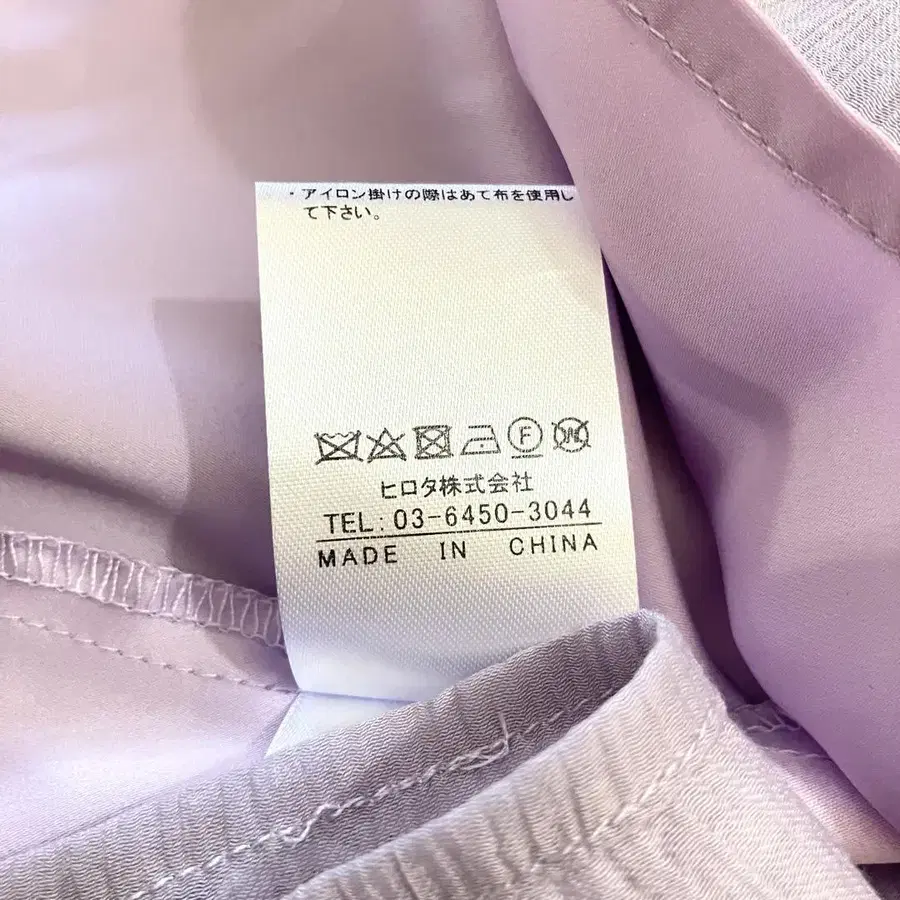 ・アイロン掛けの際はあて布を使用し
て下さい。
F W
ヒロタ株式会社
TEL: 03-6450-3044
MADE IN CHINA